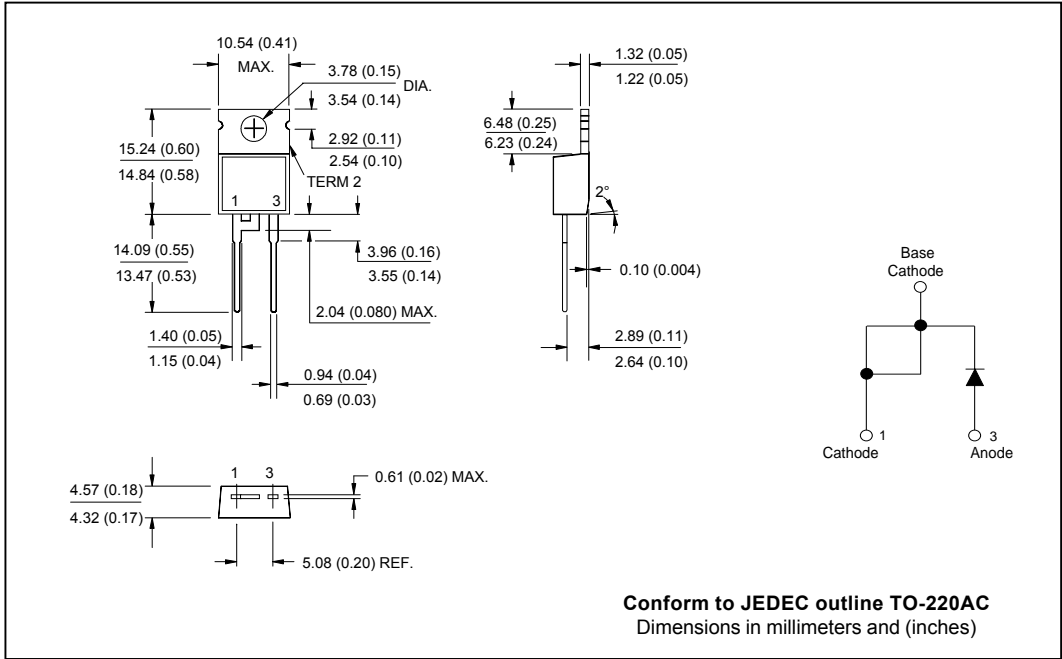 10.54 (0.41)
MAX.
3.78 (0.15)
DIA.
3.54 (0.14)
2.92 (0.11)
2.54 (0.10)
15.24 (0.60)
14.84 (0.58)
TERM 2
1 3
14.09 (0.55)
13.47 (0.53)
3.96 (0.16)
3.55 (0.14)
2.04 (0.080) MAX.
1.40 (0.05)
1.15 (0.04)
0.94 (0.04)
0.69 (0.03)
1.32 (0.05)
1.22 (0.05)
6.48 (0.25)
6.23 (0.24)
2°
0.10 (0.004)
2.89 (0.11)
2.64 (0.10)
Base
Cathode
1
Cathode
3
Anode
1 3
4.57 (0.18)
4.32 (0.17)
0.61 (0.02) MAX.
5.08 (0.20) REF.
Conform to JEDEC outline TO-220AC
Dimensions in millimeters and (inches)